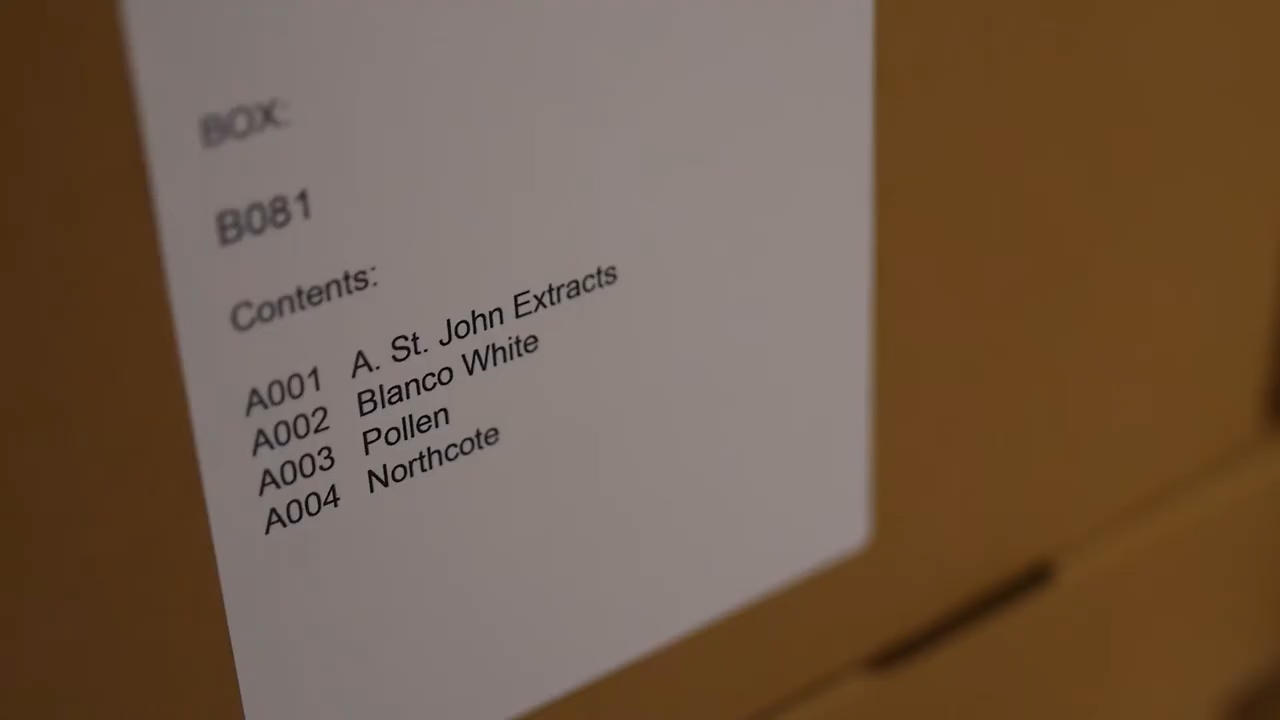 BOX:
B081
Contents:
A001 A. St. John Extracts
A002 Blanco White
A003 Pollen
A004 Northcote